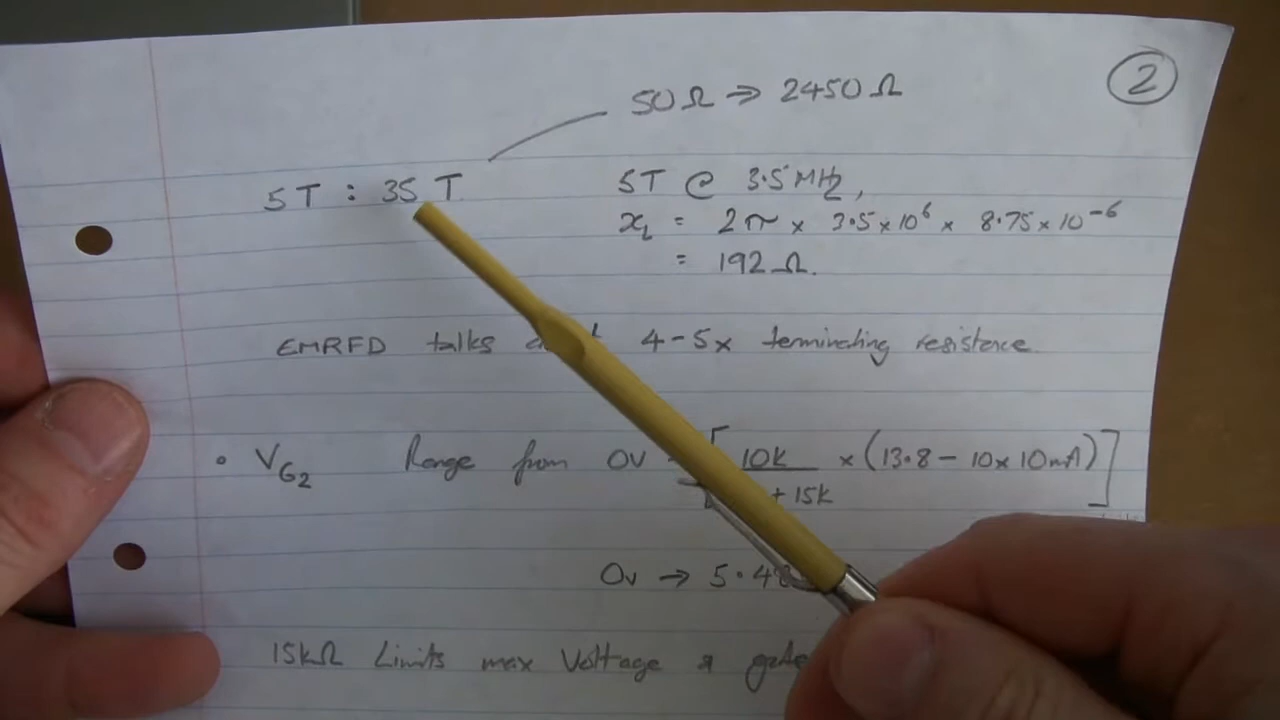 2
50Ω → 2450Ω
5T : 35T
5T @ 3.5MHz,
xL = 2π × 3.5×10⁶ × 8.75×10⁻⁶
= 192Ω.
EMRFD talks 4-5x terminating resistance.
• VG2 Range from 0V [10k × (13.8 - 10×10mA)]
+ 15k
0v → 5.48
15kΩ Limits max Voltage gate